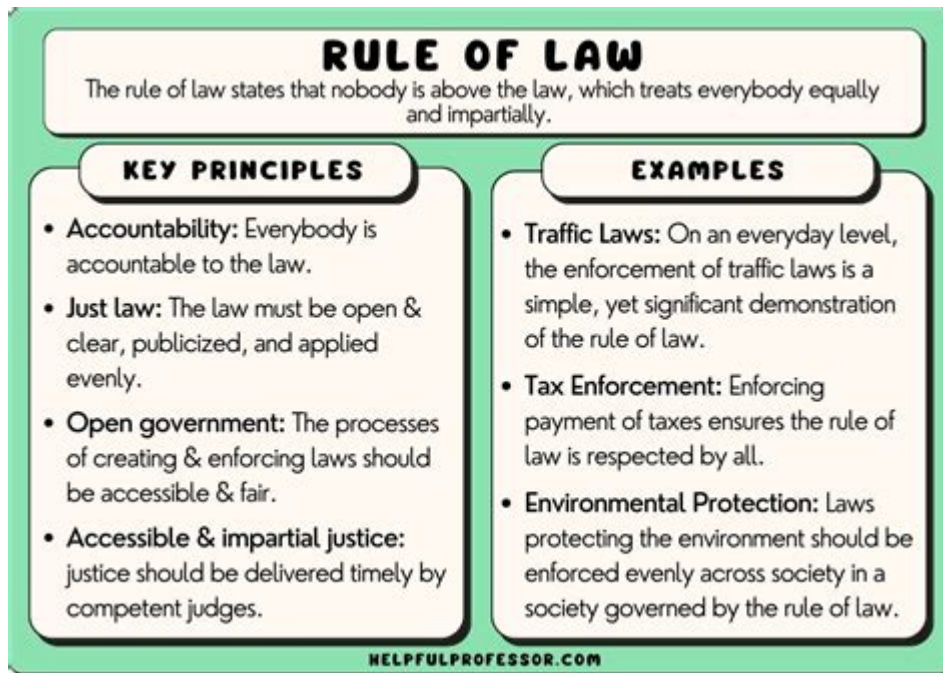 RULE OF LAW
The rule of law states that nobody is above the law, which treats everybody equally
and impartially.
KEY PRINCIPLES
• Accountability: Everybody is
accountable to the law.
• Just law: The law must be open &
clear, publicized, and applied
evenly.
• Open government: The processes
of creating & enforcing laws should
be accessible & fair.
• Accessible & impartial justice:
justice should be delivered timely by
competent judges.
EXAMPLES
• Traffic Laws: On an everyday level,
the enforcement of traffic laws is a
simple, yet significant demonstration
of the rule of law.
• Tax Enforcement: Enforcing
payment of taxes ensures the rule of
law is respected by all.
• Environmental Protection: Laws
protecting the environment should be
enforced evenly across society in a
society governed by the rule of law.
HELPFULPROFESSOR.COM